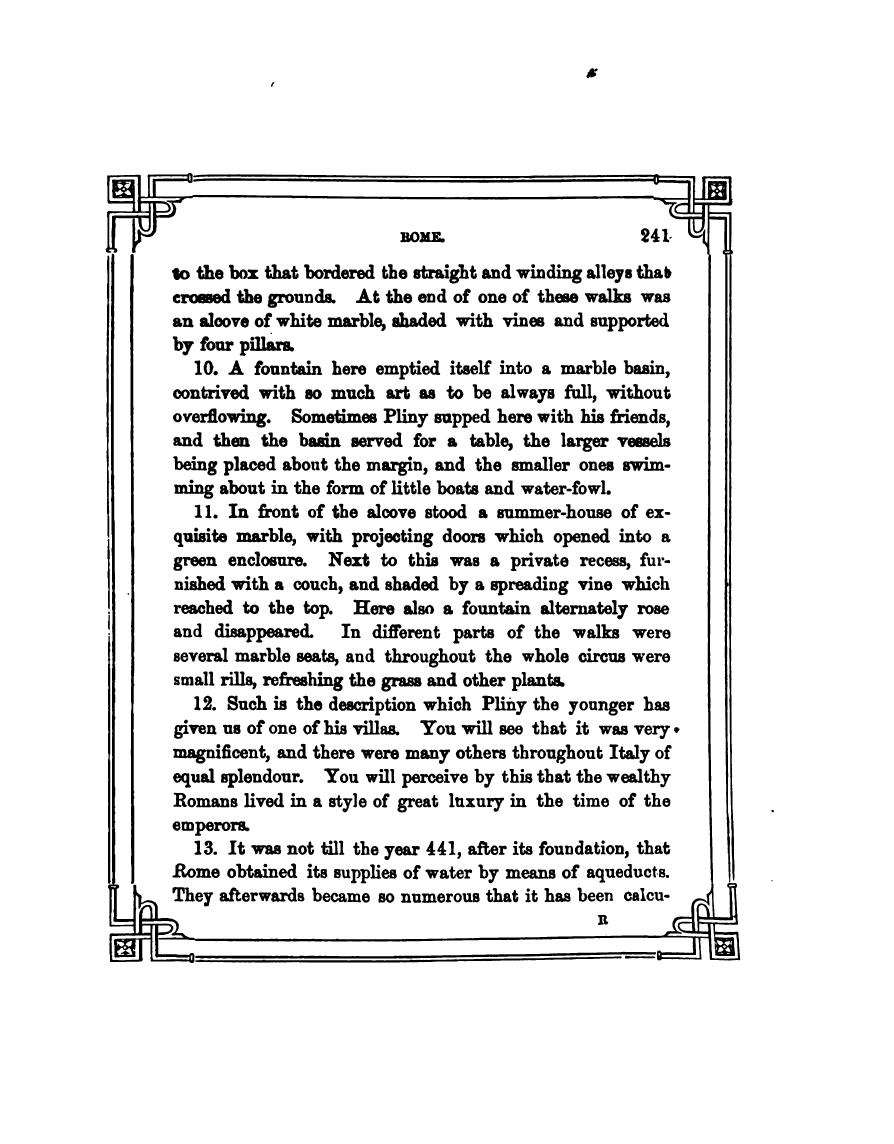 ROME. 241
to the box that bordered the straight and winding alleys that
crossed the grounds. At the end of one of these walks was
an alcove of white marble, shaded with vines and supported
by four pillars.
10. A fountain here emptied itself into a marble basin,
contrived with so much art as to be always full, without
overflowing. Sometimes Pliny supped here with his friends,
and then the basin served for a table, the larger vessels
being placed about the margin, and the smaller ones swim-
ming about in the form of little boats and water-fowl.
11. In front of the alcove stood a summer-house of ex-
quisite marble, with projecting doors which opened into a
green enclosure. Next to this was a private recess, fur-
nished with a couch, and shaded by a spreading vine which
reached to the top. Here also a fountain alternately rose
and disappeared. In different parts of the walks were
several marble seats, and throughout the whole circus were
small rills, refreshing the grass and other plants.
12. Such is the description which Pliny the younger has
given us of one of his villas. You will see that it was very
magnificent, and there were many others throughout Italy of
equal splendour. You will perceive by this that the wealthy
Romans lived in a style of great luxury in the time of the
emperors.
13. It was not till the year 441, after its foundation, that
Rome obtained its supplies of water by means of aqueducts.
They afterwards became so numerous that it has been calcu-
R